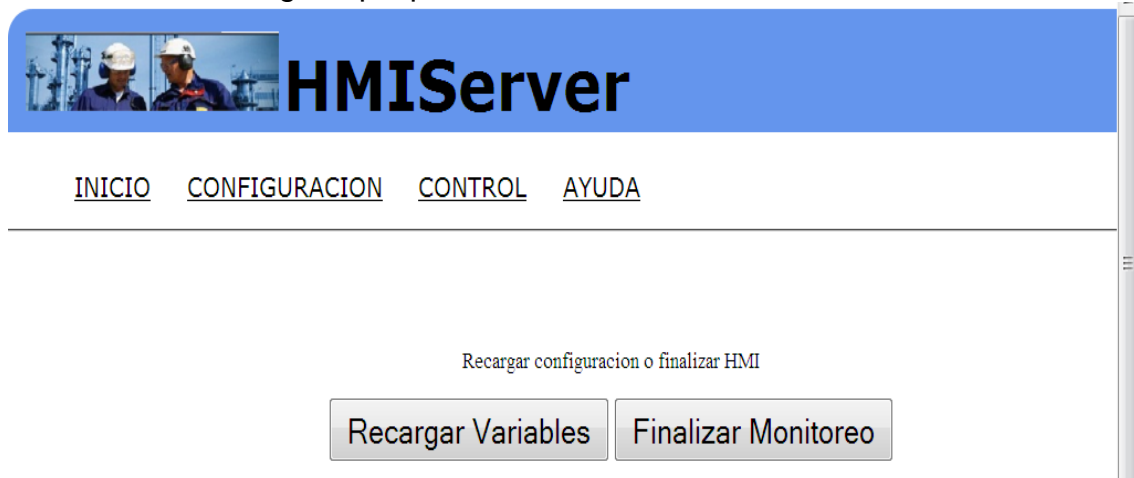 HMIServer
INICIO CONFIGURACION CONTROL AYUDA
Recargar configuracion o finalizar HMI
Recargar Variables Finalizar Monitoreo